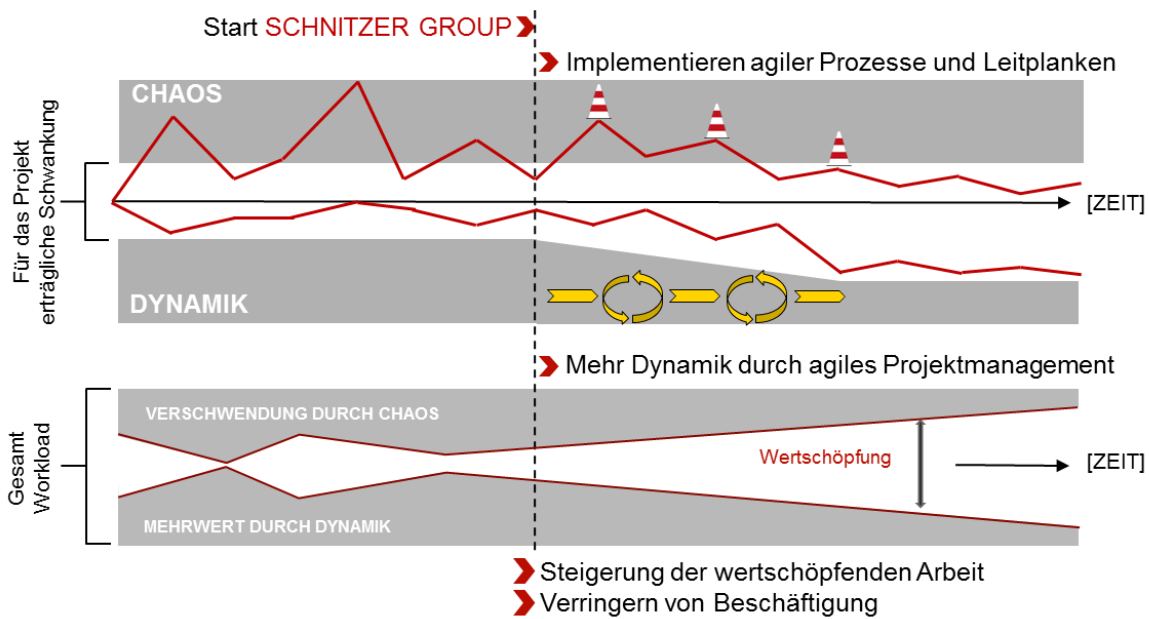 Start SCHNITZER GROUP
Implementieren agiler Prozesse und Leitplanken
CHAOS
Für das Projekt
erträgliche Schwankung
[ZEIT]
DYNAMIK
Mehr Dynamik durch agiles Projektmanagement
VERSCHWENDUNG DURCH CHAOS
Gesamt
Workload
Wertschöpfung
[ZEIT]
MEHRWERT DURCH DYNAMIK
Steigerung der wertschöpfenden Arbeit
Verringern von Beschäftigung